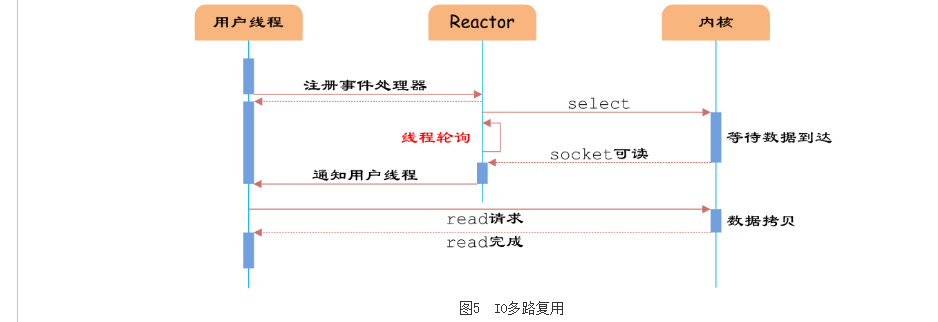 用户线程
Reactor
内核
注册事件处理器
select
线程轮询
等待数据到达
socket可读
通知用户线程
read请求
数据拷贝
read完成
图5 IO多路复用